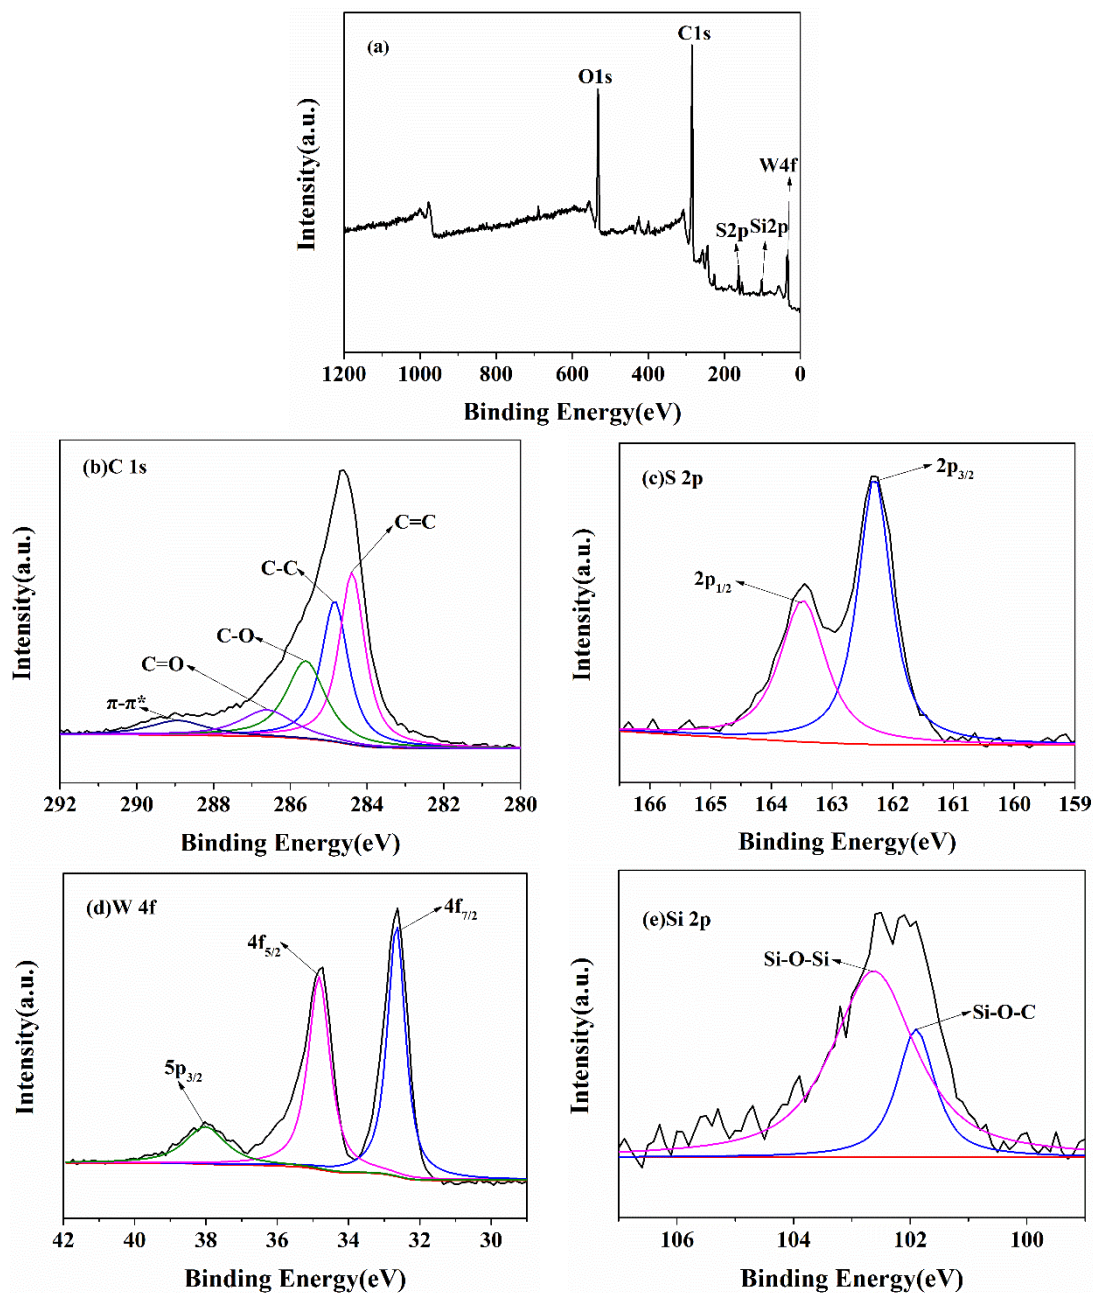 (a)
C1s
O1s
W4f
S2p
Si2p
Intensity(a.u.)
1200 1000 800 600 400 200 0
Binding Energy(eV)
(b)C 1s
C=C
C-C
C-O
C=O
π-π*
Intensity(a.u.)
292 290 288 286 284 282 280
Binding Energy(eV)
(c)S 2p
2p3/2
2p1/2
Intensity(a.u.)
166 165 164 163 162 161 160 159
Binding Energy(eV)
(d)W 4f
4f7/2
4f5/2
5p3/2
Intensity(a.u.)
42 40 38 36 34 32 30
Binding Energy(eV)
(e)Si 2p
Si-O-Si
Si-O-C
Intensity(a.u.)
106 104 102 100
Binding Energy(eV)